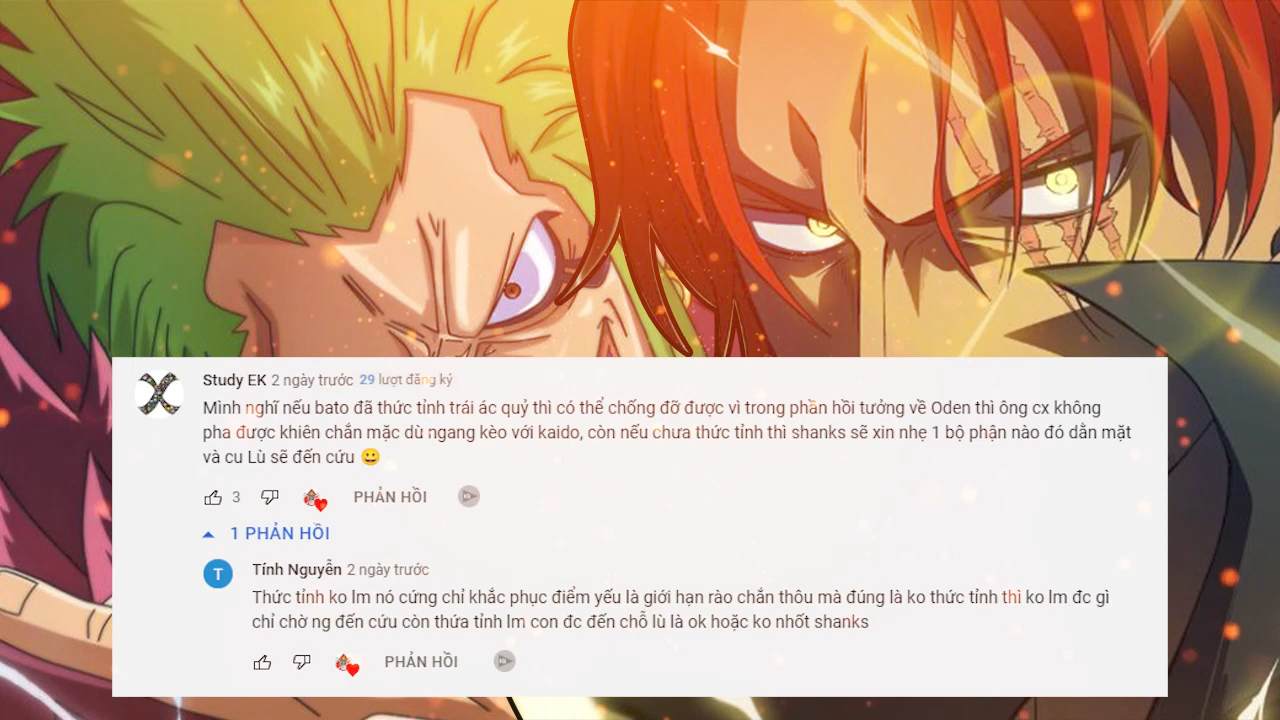 Study EK 2 ngày trước 29 lượt đăng ký
Mình nghĩ nếu bato đã thức tỉnh trái ác quỷ thì có thể chống đỡ được vì trong phần hồi tưởng về Oden thì ông cx không
pha được khiên chắn mặc dù ngang kèo với kaido, còn nếu chưa thức tỉnh thì shanks sẽ xin nhẹ 1 bộ phận nào đó dằn mặt
và cu Lù sẽ đến cứu 😀
3 PHẢN HỒI
1 PHẢN HỒI
T
Tính Nguyễn 2 ngày trước
Thức tỉnh ko lm nó cứng chỉ khắc phục điểm yếu là giới hạn rào chắn thôu mà đúng là ko thức tỉnh thì ko lm đc gì
chỉ chờ ng đến cứu còn thứa tỉnh lm con đc đến chỗ lù là ok hoặc ko nhốt shanks
PHẢN HỒI